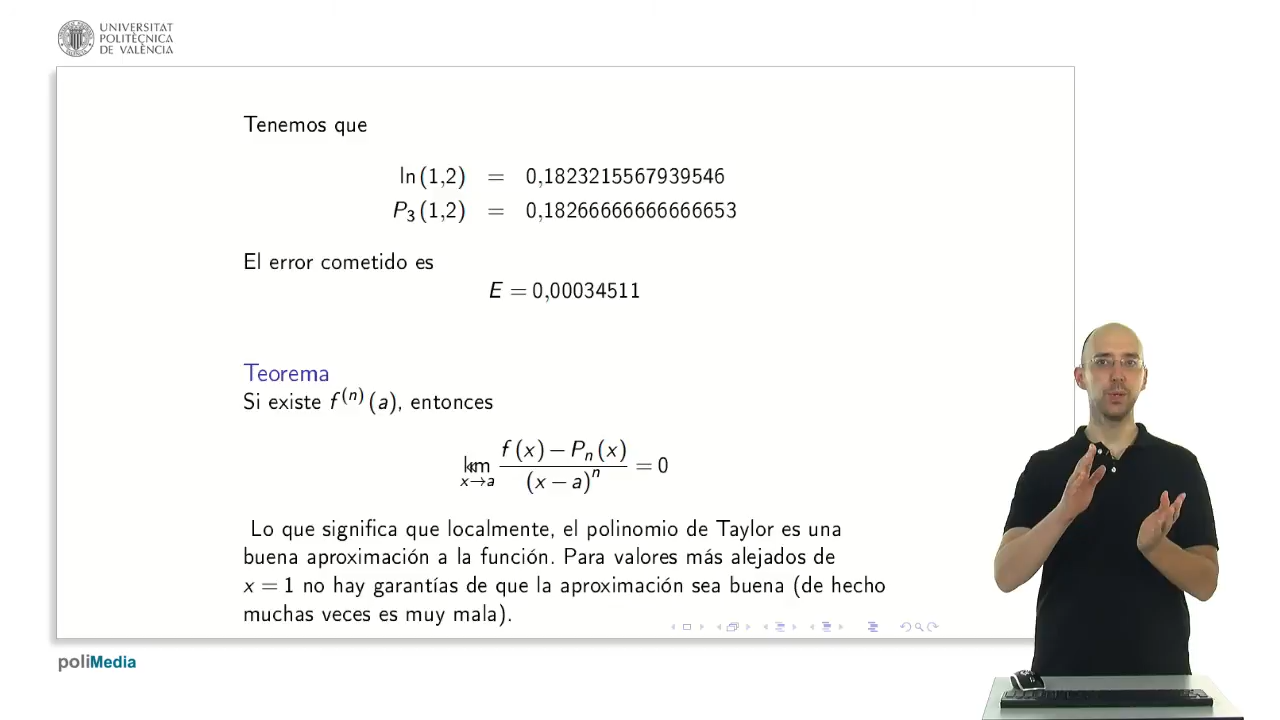 UNIVERSITAT
POLITÈCNICA
DE VALÈNCIA
Tenemos que
ln (1,2) = 0,1823215567939546
P₃ (1,2) = 0,18266666666666653
El error cometido es
E = 0,00034511
Teorema
Si existe f⁽ⁿ⁾ (a), entonces
lím x→a (f (x) − Pₙ (x)) / (x − a)ⁿ = 0
Lo que significa que localmente, el polinomio de Taylor es una
buena aproximación a la función. Para valores más alejados de
x = 1 no hay garantías de que la aproximación sea buena (de hecho
muchas veces es muy mala).
poliMedia